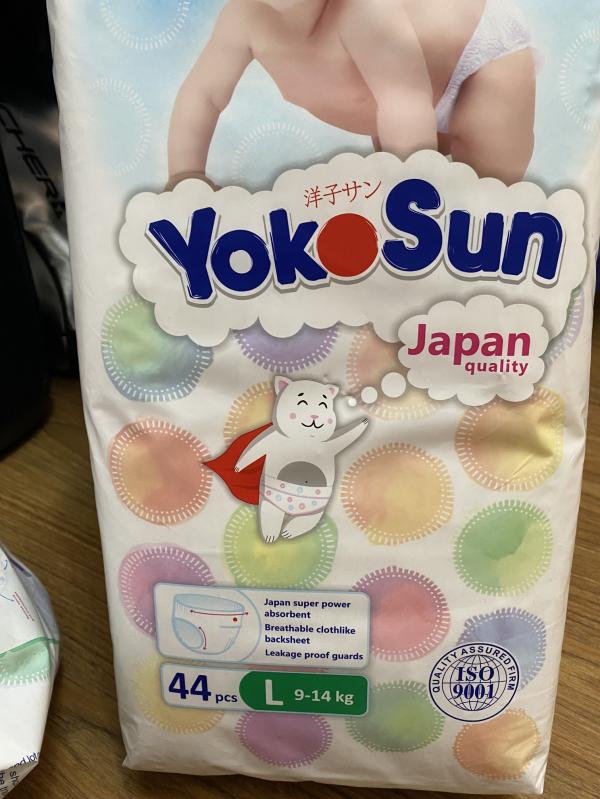 洋子サン
YokoSun
Japan
quality
Japan super power
absorbent
Breathable clothlike
backsheet
Leakage proof guards
44 pcs L 9-14 kg
QUALITY ASSURED FIRM
ISO
9001